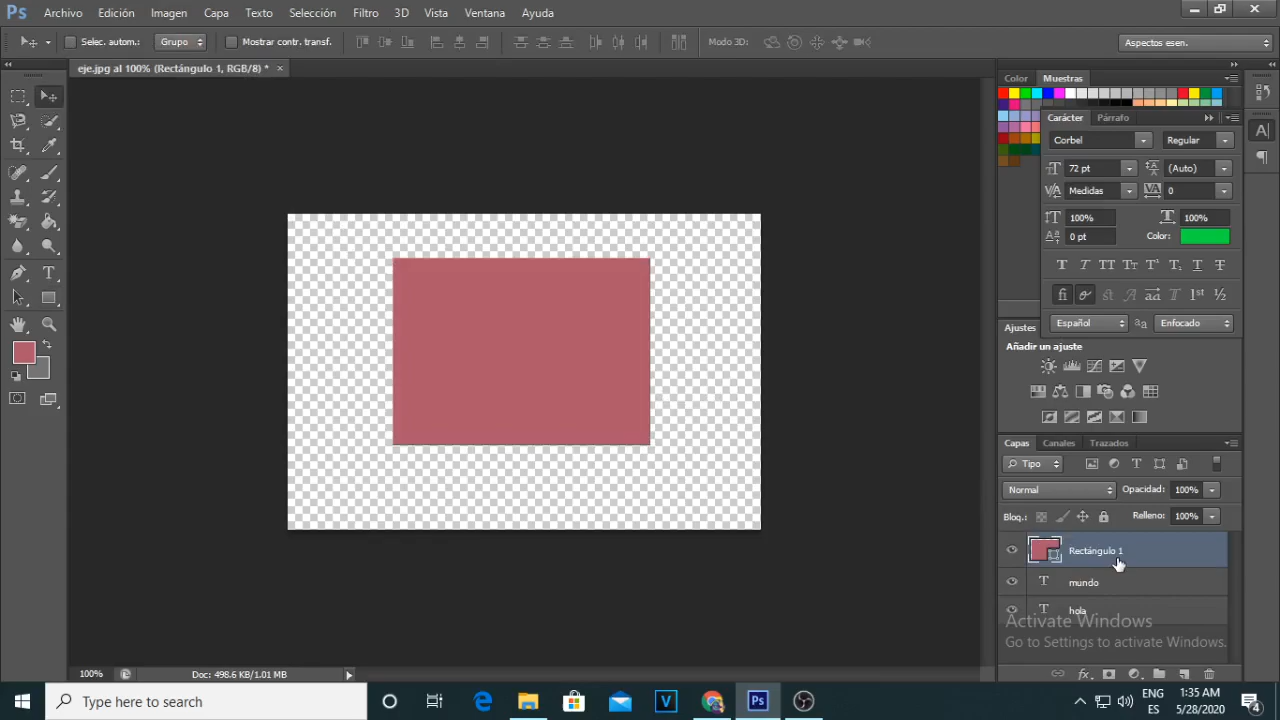 Ps Archivo Edición Imagen Capa Texto Selección Filtro 3D Vista Ventana Ayuda
Selec. autom.: Grupo Mostrar contr. transf. Modo 3D: Aspectos esen.
eje.jpg al 100% (Rectángulo 1, RGB/8) *
Color Muestras
Carácter Párrafo
Corbel Regular
72 pt (Auto)
Medidas 0
100% 100%
0 pt Color:
Español aa Enfocado
Ajustes
Añadir un ajuste
Capas Canales Trazados
Tipo
Normal Opacidad: 100%
Bloq.: Relleno: 100%
Rectángulo 1
mundo
hola
Activate Windows
Go to Settings to activate Windows.
100% Doc: 498.6 KB/1.01 MB
Type here to search
ENG
ES
1:35 AM
5/28/2020
4